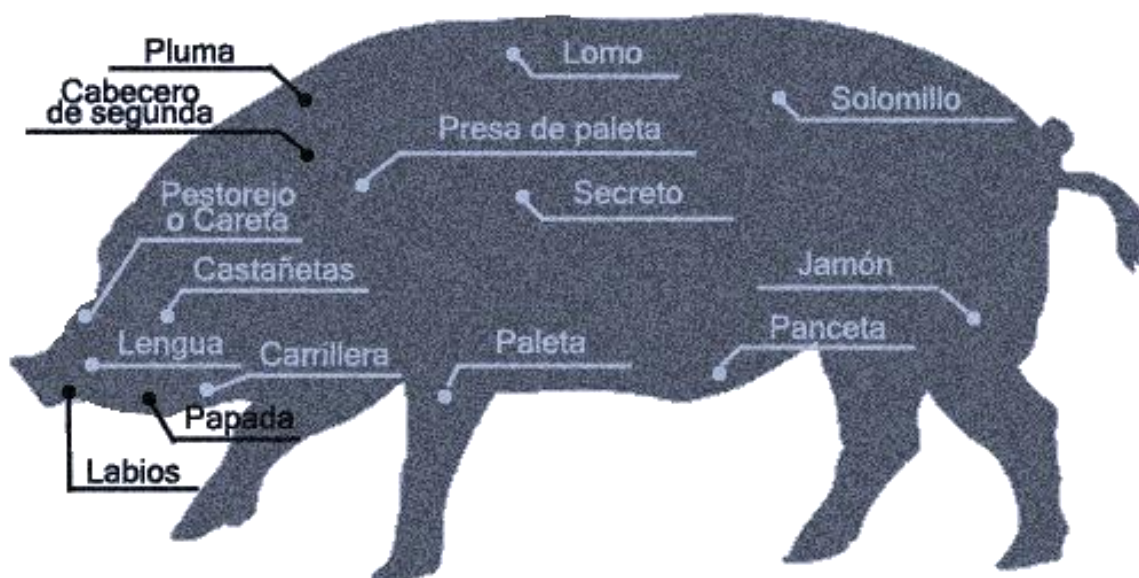 Pluma
Lomo
Cabecero
de segunda
Solomillo
Presa de paleta
Pestorejo
o Careta
Secreto
Castañetas
Jamón
Lengua
Carrillera
Paleta
Panceta
Papada
Labios